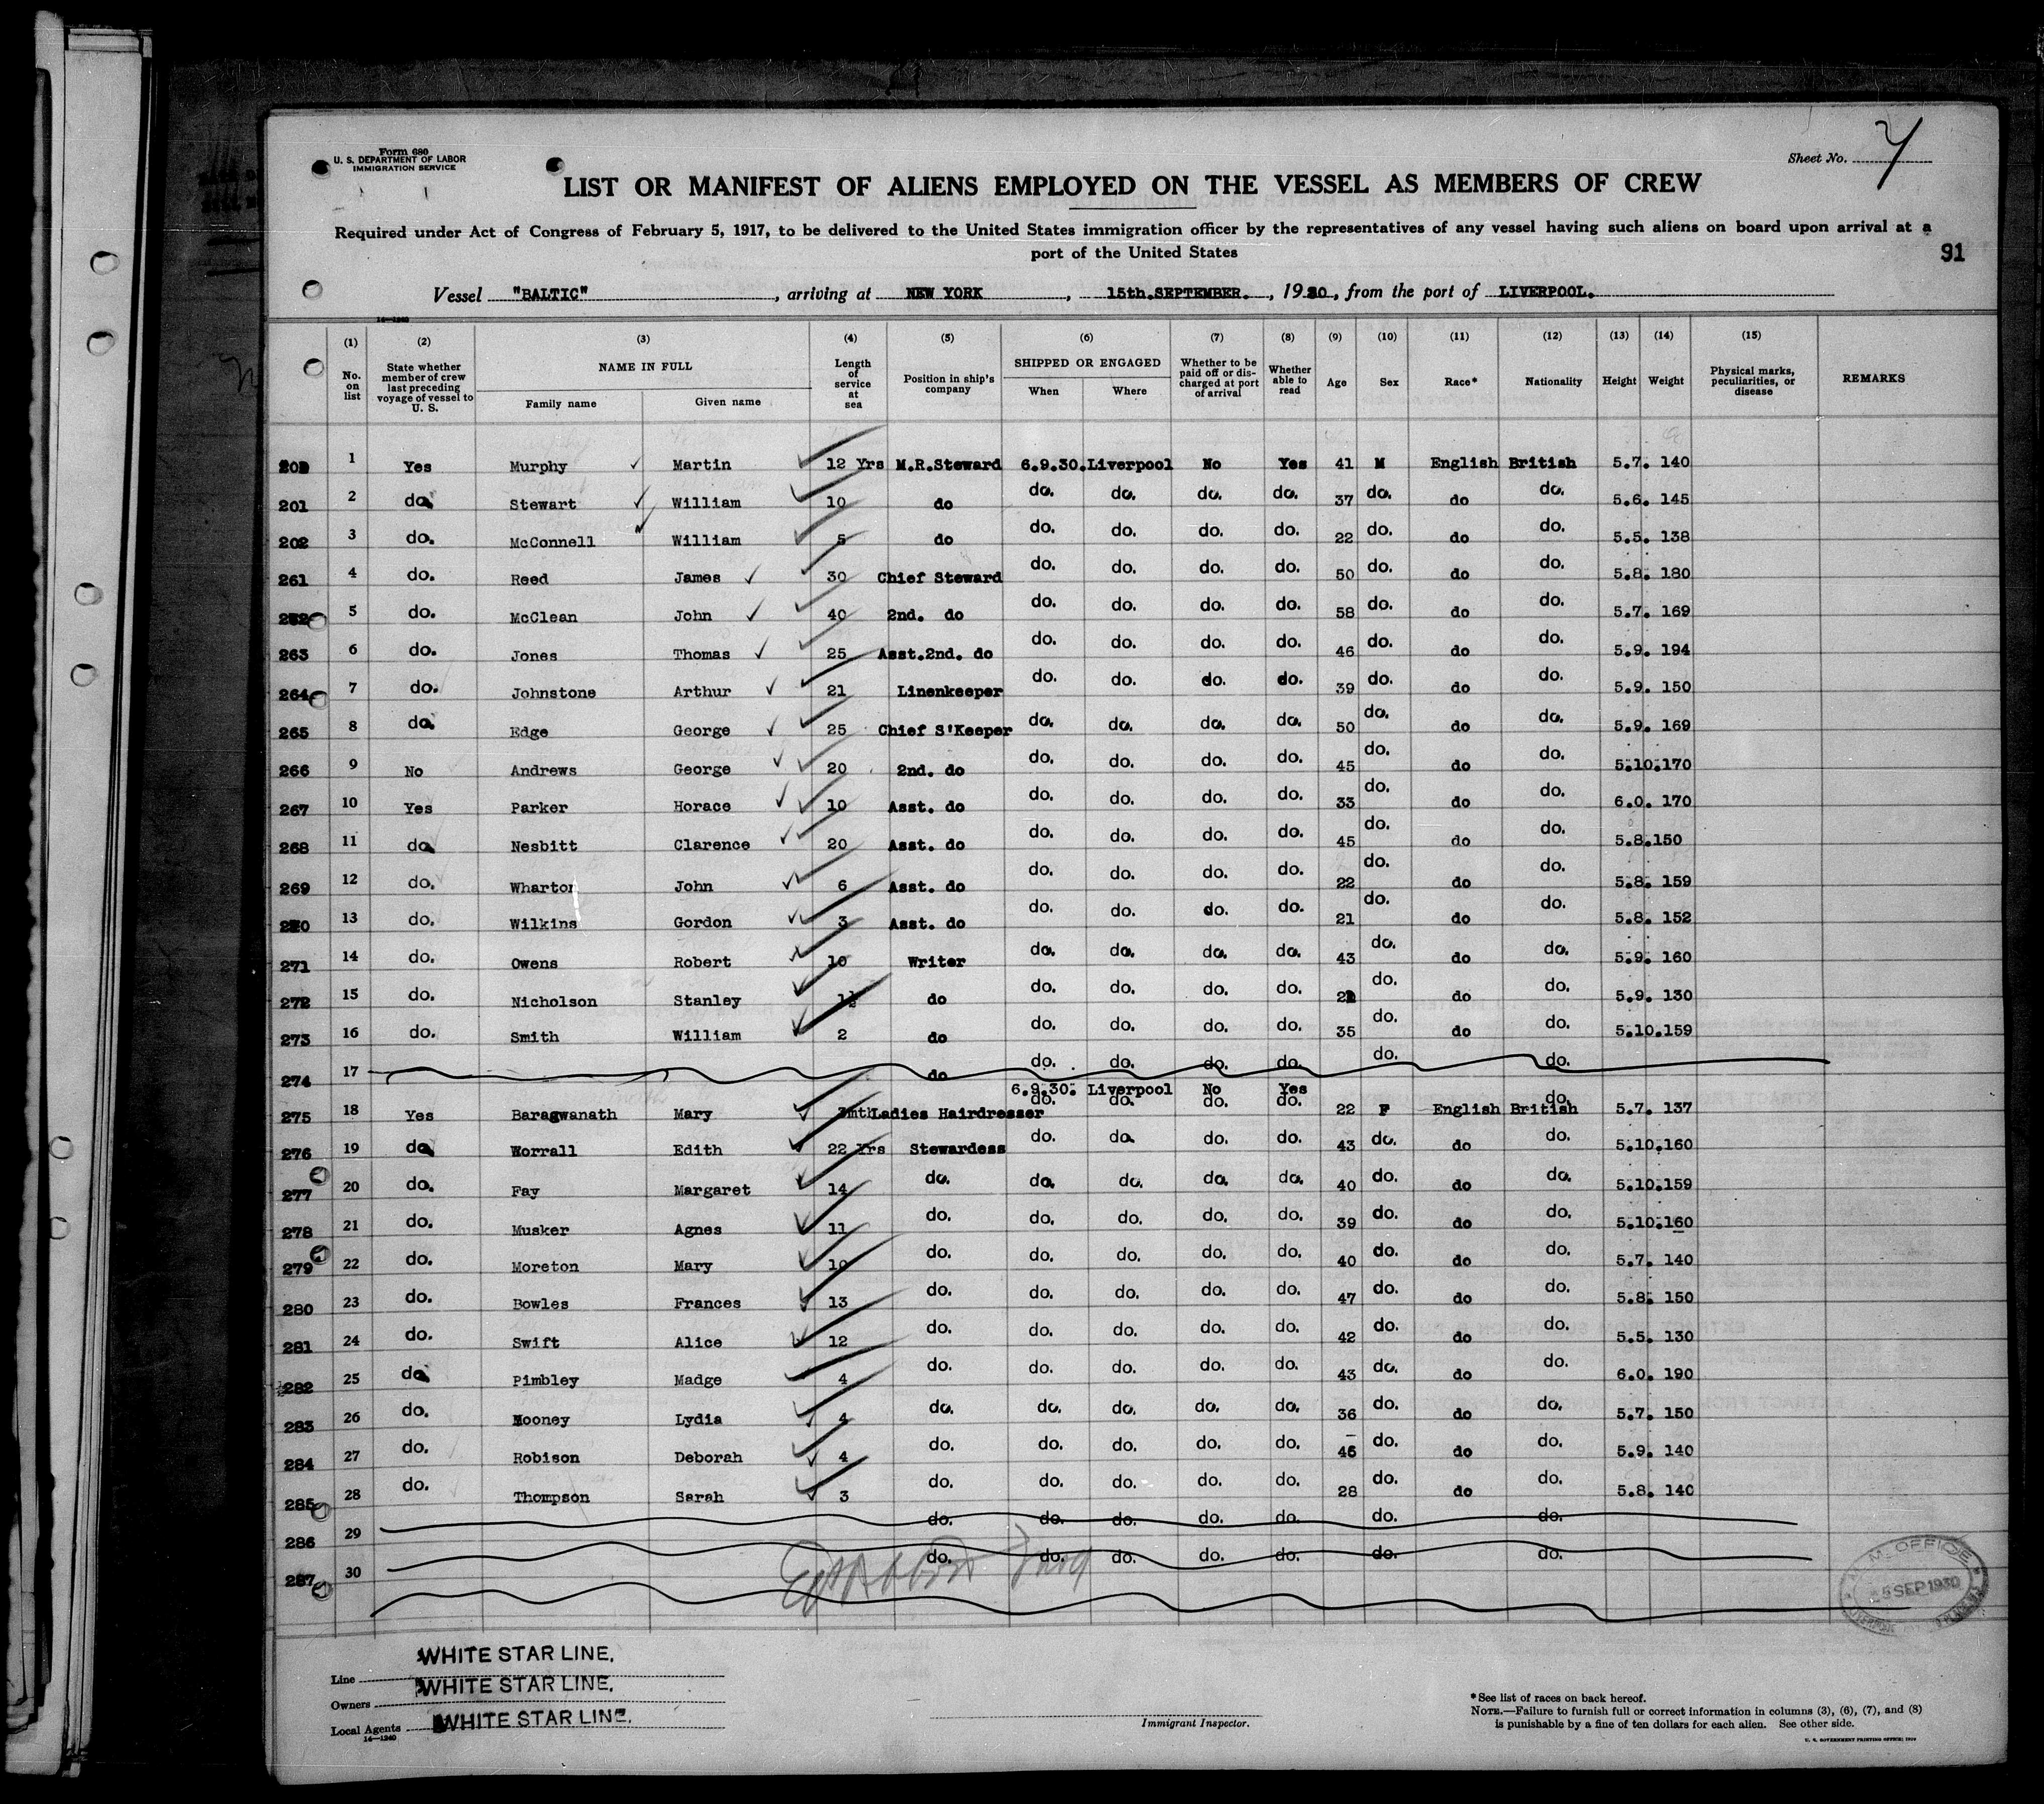 Form 680
U. S. DEPARTMENT OF LABOR
IMMIGRATION SERVICE
Sheet No. 7
LIST OR MANIFEST OF ALIENS EMPLOYED ON THE VESSEL AS MEMBERS OF CREW
Required under Act of Congress of February 5, 1917, to be delivered to the United States immigration officer by the representatives of any vessel having such aliens on board upon arrival at a
port of the United States
91
Vessel "BALTIC", arriving at NEW YORK, 15th.SEPTEMBER., 1930, from the port of LIVERPOOL.
14—1240
(1) (2) (3) (4) (5) (6) (7) (8) (9) (10) (11) (12) (13) (14) (15)
No. on list State whether member of crew last preceding voyage of vessel to U. S. NAME IN FULL Family name Given name Length of service at sea Position in ship's company SHIPPED OR ENGAGED When Where Whether to be paid off or discharged at port of arrival Whether able to read Age Sex Race* Nationality Height Weight Physical marks, peculiarities, or disease REMARKS
1 Yes Murphy Martin 12 Yrs M.R.Steward 6.9.30. Liverpool No Yes 41 M English British 5.7. 140
201 2 do. Stewart William 10 do do. do. do. do. 37 do. do do. 5.6. 145
202 3 do. McConnell William 5 do do. do. do. do. 22 do. do do. 5.5. 138
261 4 do. Reed James 30 Chief Steward do. do. do. do. 50 do. do do. 5.8. 180
5 do. McClean John 40 2nd. do do. do. do. do. 58 do. do do. 5.7. 169
263 6 do. Jones Thomas 25 Asst.2nd. do do. do. do. do. 46 do. do do. 5.9. 194
264 7 do. Johnstone Arthur 21 Linenkeeper do. do. do. do. 39 do. do do. 5.9. 150
265 8 do. Edge George 25 Chief S'Keeper do. do. do. do. 50 do. do do. 5.9. 169
266 9 No Andrews George 20 2nd. do do. do. do. do. 45 do. do do. 5.10.170
267 10 Yes Parker Horace 10 Asst. do do. do. do. do. 33 do. do do. 6.0. 170
268 11 do. Nesbitt Clarence 20 Asst. do do. do. do. do. 45 do. do do. 5.8.150
269 12 do. Wharton John 6 Asst. do do. do. do. do. 22 do. do do. 5.8. 159
270 13 do. Wilkins Gordon 3 Asst. do do. do. do. do. 21 do. do do. 5.8. 152
271 14 do. Owens Robert 10 Writer do. do. do. do. 43 do. do do. 5.9. 160
272 15 do. Nicholson Stanley 1½ do do. do. do. do. do. do do. 5.9. 130
273 16 do. Smith William 2 do do. do. do. do. 35 do. do do. 5.10.159
274 17 do do. do. do. do. do. do.
6.9.30. Liverpool No Yes
275 18 Yes Baragwanath Mary Ladies Hairdresser do. do. do. do. 22 F English British do. 5.7. 137
276 19 do. Worrall Edith 22 Yrs Stewardess do. do. do. do. 43 do. do do. 5.10.160
277 20 do. Fay Margaret 14 do. do. do. do. do. 40 do. do do. 5.10.159
278 21 do. Musker Agnes 11 do. do. do. do. do. 39 do. do do. 5.10.160
279 22 do. Moreton Mary 10 do. do. do. do. do. 40 do. do do. 5.7. 140
280 23 do. Bowles Frances 13 do. do. do. do. do. 47 do. do do. 5.8. 150
281 24 do. Swift Alice 12 do. do. do. do. do. 42 do. do do. 5.5. 130
282 25 do. Pimbley Madge 4 do. do. do. do. do. 43 do. do do. 6.0. 190
283 26 do. Mooney Lydia 4 do. do. do. do. do. 36 do. do do. 5.7. 150
284 27 do. Robison Deborah 4 do. do. do. do. do. 46 do. do do. 5.9. 140
285 28 do. Thompson Sarah 3 do. do. do. do. do. 28 do. do do. 5.8. 140
286 29 do. do. do. do. do. do. do.
287 30 do. do. do. do. do. do. do.
M. M. OFFICE
SEP 1930
LIVERPOOL
Line WHITE STAR LINE.
Owners WHITE STAR LINE.
Local Agents WHITE STAR LINE.
14—1240
Immigrant Inspector.
*See list of races on back hereof.
NOTE.—Failure to furnish full or correct information in columns (3), (6), (7), and (8)
is punishable by a fine of ten dollars for each alien. See other side.
U. S. GOVERNMENT PRINTING OFFICE: 1929